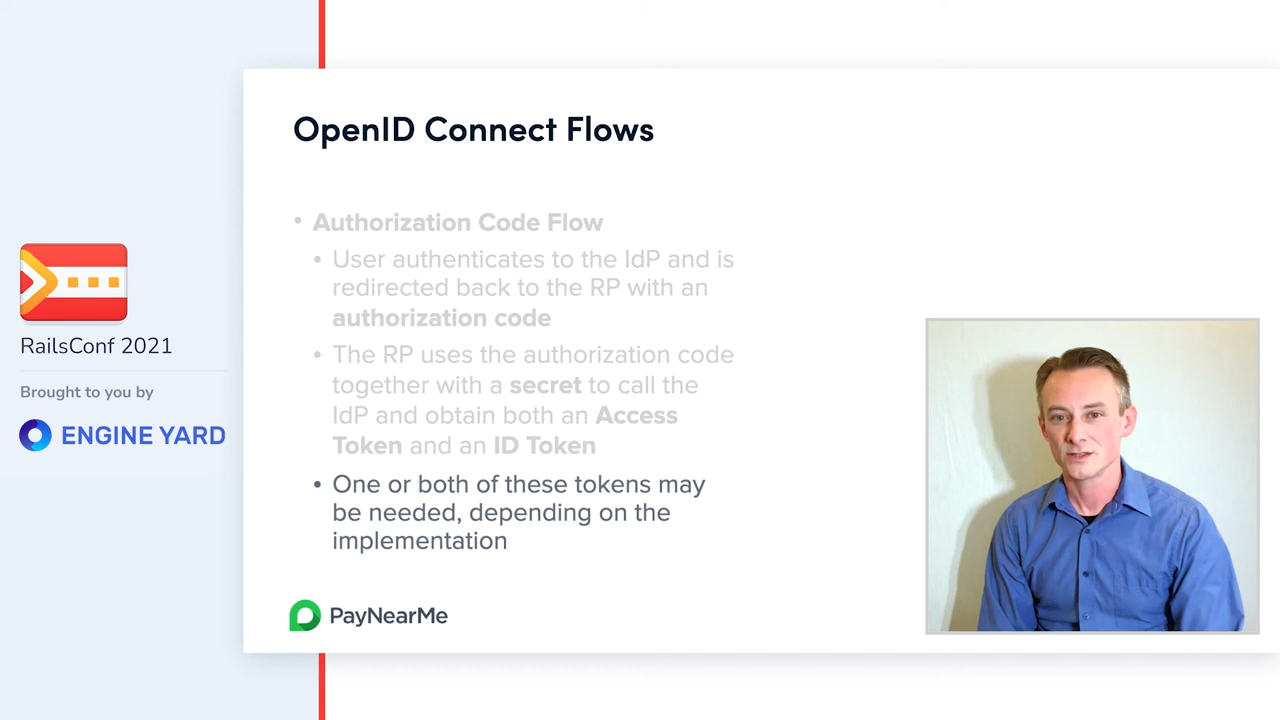 OpenID Connect Flows
• Authorization Code Flow
• User authenticates to the IdP and is
redirected back to the RP with an
authorization code
• The RP uses the authorization code
together with a secret to call the
IdP and obtain both an Access
Token and an ID Token
• One or both of these tokens may
be needed, depending on the
implementation
PayNearMe
RailsConf 2021
Brought to you by
ENGINE YARD